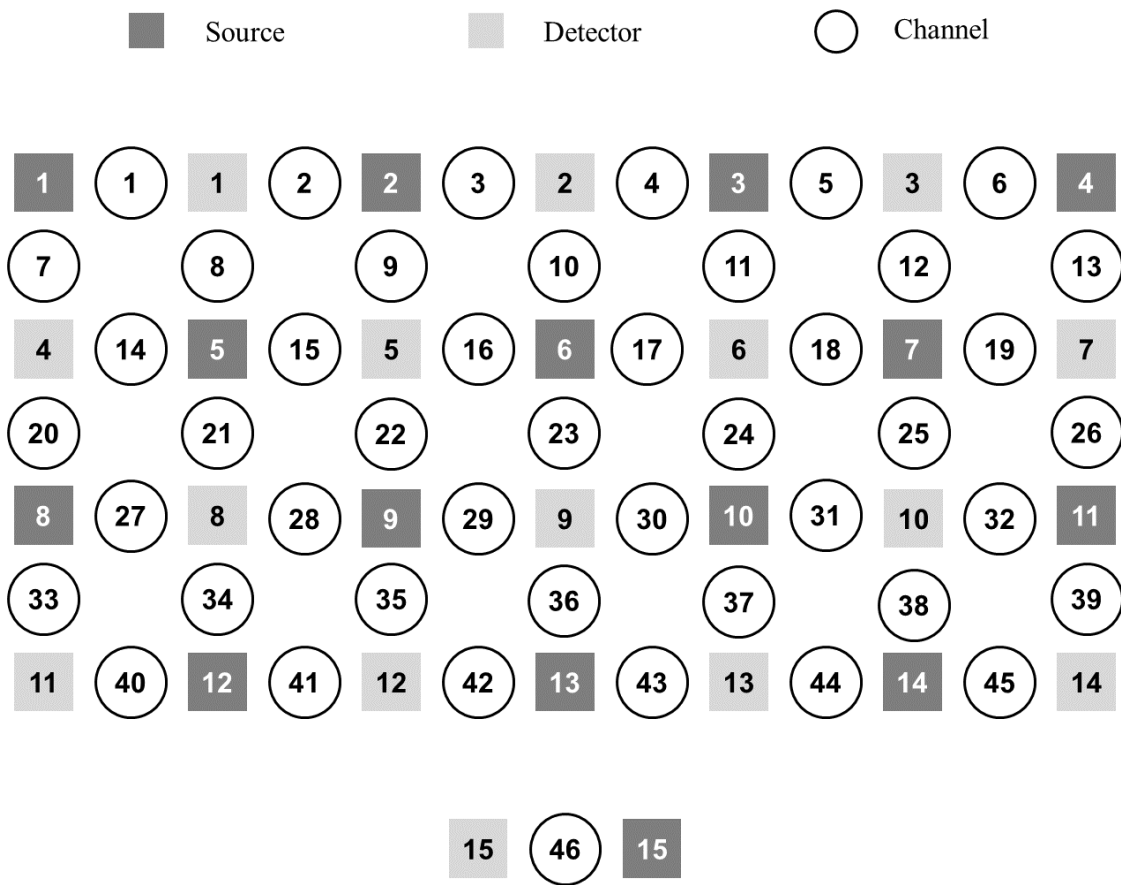 Source Detector Channel
1 1 1 2 2 3 2 4 3 5 3 6 4
7 8 9 10 11 12 13
4 14 5 15 5 16 6 17 6 18 7 19 7
20 21 22 23 24 25 26
8 27 8 28 9 29 9 30 10 31 10 32 11
33 34 35 36 37 38 39
11 40 12 41 12 42 13 43 13 44 14 45 14
15 46 15